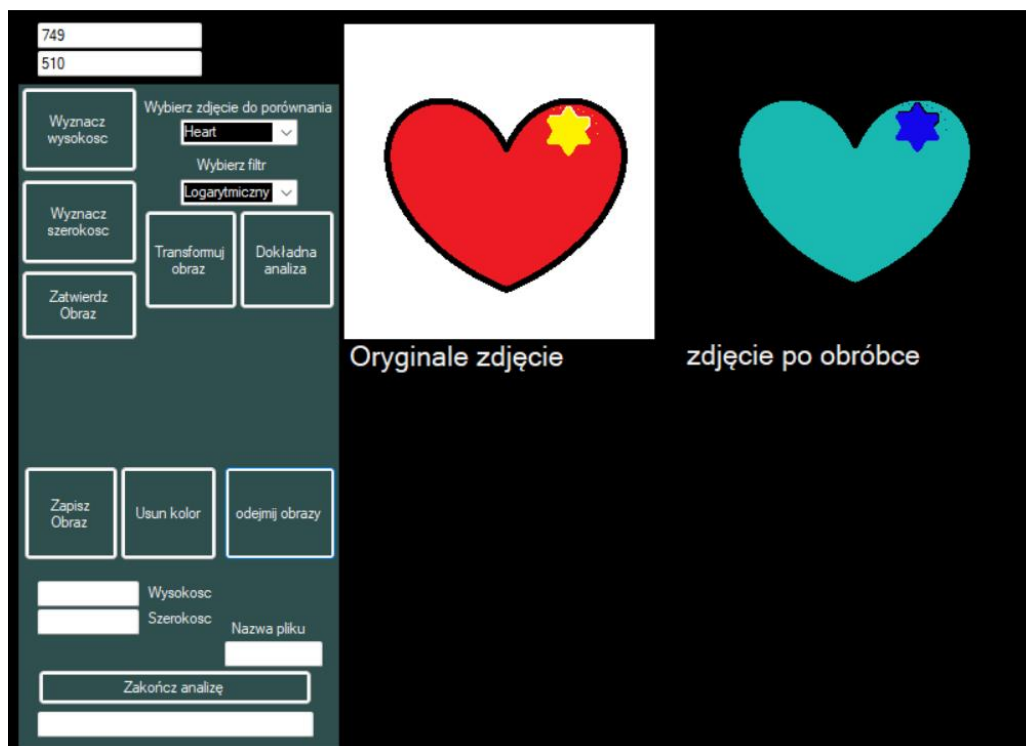 749
510
Wyznacz
wysokosc
Wybierz zdjęcie do porównania
Heart
Wybierz filtr
Logarytmiczny
Wyznacz
szerokosc
Transformuj
obraz
Dokładna
analiza
Zatwierdz
Obraz
Oryginale zdjęcie
zdjęcie po obróbce
Zapisz
Obraz
Usun kolor
odejmij obrazy
Wysokosc
Szerokosc
Nazwa pliku
Zakończ analizę